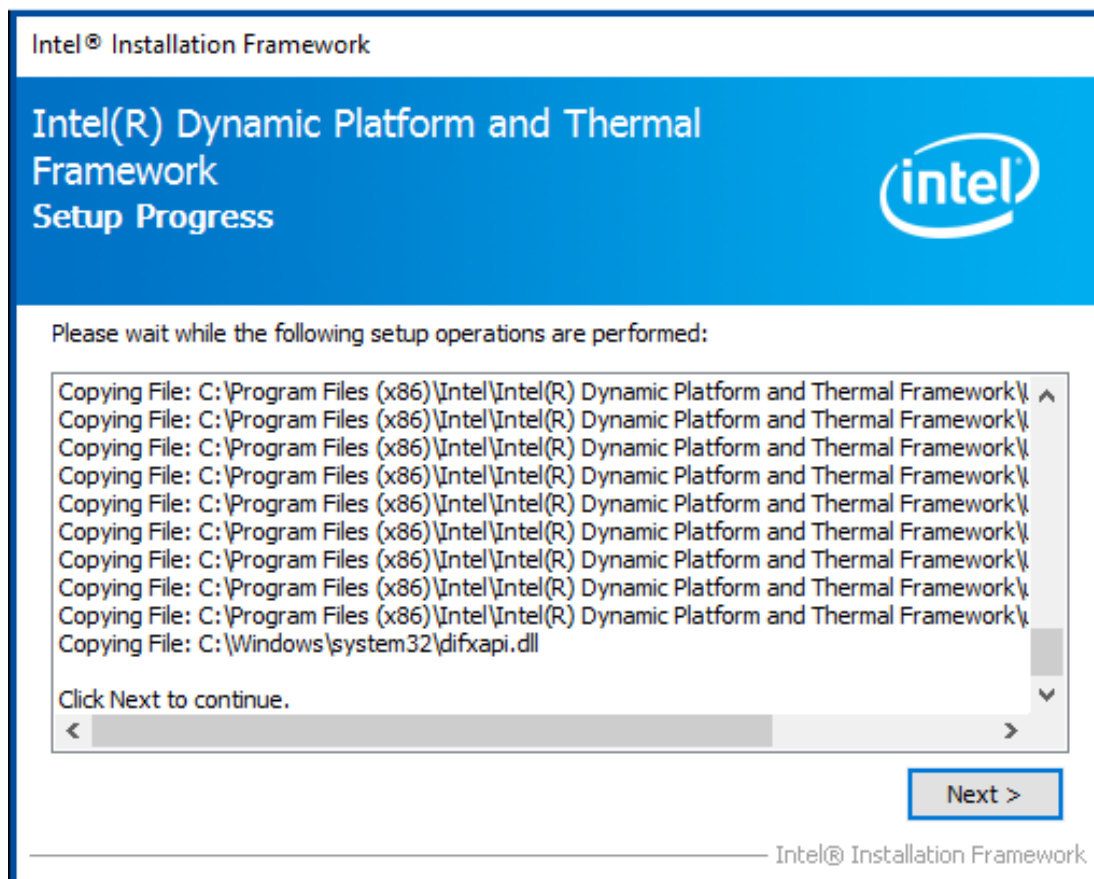 Intel® Installation Framework
Intel(R) Dynamic Platform and Thermal
Framework
Setup Progress
intel
Please wait while the following setup operations are performed:
Copying File: C:\Program Files (x86)\Intel\Intel(R) Dynamic Platform and Thermal Framework\
Copying File: C:\Program Files (x86)\Intel\Intel(R) Dynamic Platform and Thermal Framework\
Copying File: C:\Program Files (x86)\Intel\Intel(R) Dynamic Platform and Thermal Framework\
Copying File: C:\Program Files (x86)\Intel\Intel(R) Dynamic Platform and Thermal Framework\
Copying File: C:\Program Files (x86)\Intel\Intel(R) Dynamic Platform and Thermal Framework\
Copying File: C:\Program Files (x86)\Intel\Intel(R) Dynamic Platform and Thermal Framework\
Copying File: C:\Program Files (x86)\Intel\Intel(R) Dynamic Platform and Thermal Framework\
Copying File: C:\Program Files (x86)\Intel\Intel(R) Dynamic Platform and Thermal Framework\
Copying File: C:\Program Files (x86)\Intel\Intel(R) Dynamic Platform and Thermal Framework\
Copying File: C:\Windows\system32\difxapi.dll
Click Next to continue.
Next >
Intel® Installation Framework